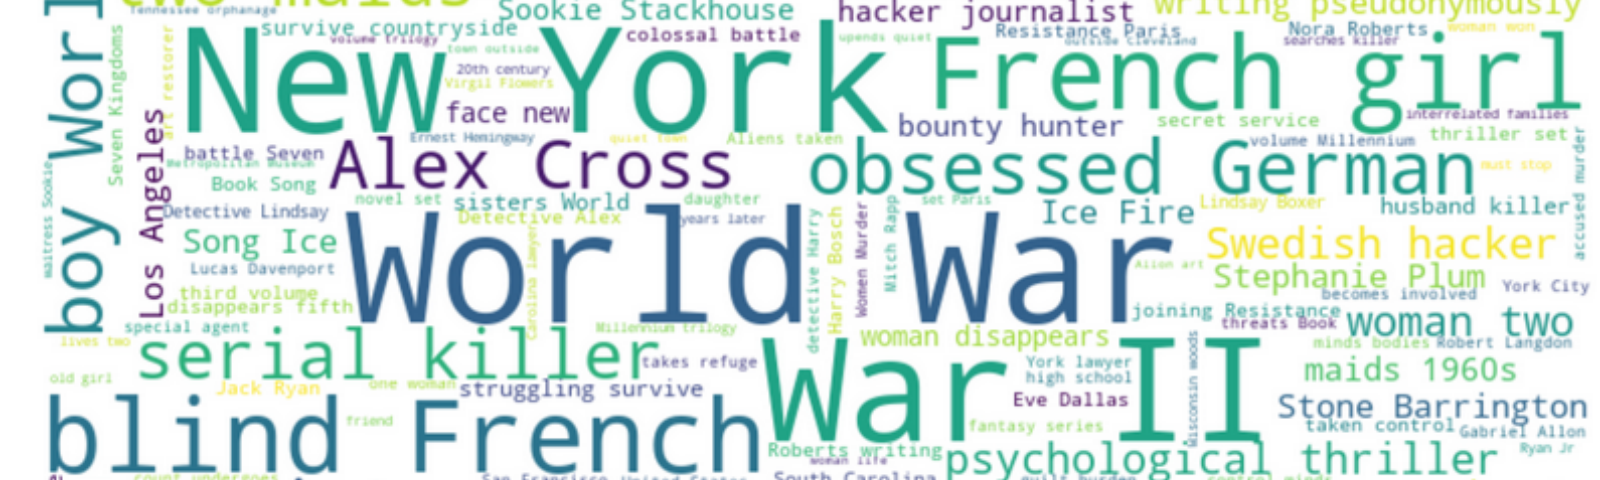 two maids
Tennessee orphanage
Sookie Stackhouse
hacker journalist
writing pseudonymously
survive countryside
volume trilogy
colossal battle
upends quiet
Resistance Paris
outside Cleveland
Nora Roberts
searches killer
woman won
boy Worl
Seven Kingdoms
art restorer
New York
town outside
20th century
Virgil Flowers
face new
French girl
interrelated families
bounty hunter
secret service
thriller set
Ernest Hemingway
quiet town
Aliens taken
volume Millennium
battle Seven
Metropolitan Museum
Alex Cross
obsessed German
must stop
accused murder
Los Angeles
waitress Sookie
Book Song
novel set
sisters World
daughter
set Paris
Ice Fire
Lindsay Boxer
husband killer
Detective Lindsay
Detective Alex
years later
Song Ice
World War
detective Harry
Harry Bosch
Women Murder
Mitch Rapp
Swedish hacker
Lucas Davenport
Carolina lawyer
Stephanie Plum
third volume
becomes involved
York City
disappears fifth
joining Resistance
special agent
Millennium trilogy
threats Book
woman two
lives two
serial killer
woman disappears
minds bodies
Robert Langdon
takes refuge
War II
York lawyer
high school
Wisconsin woods
maids 1960s
old girl
Jack Ryan
one woman
struggling survive
Eve Dallas
Stone Barrington
blind French
friend
fantasy series
taken control
Gabriel Allon
Roberts writing
psychological thriller
Ryan Jr
woman life
count undergoes
San Francisco
United States
South Carolina
guilt burden
control minds